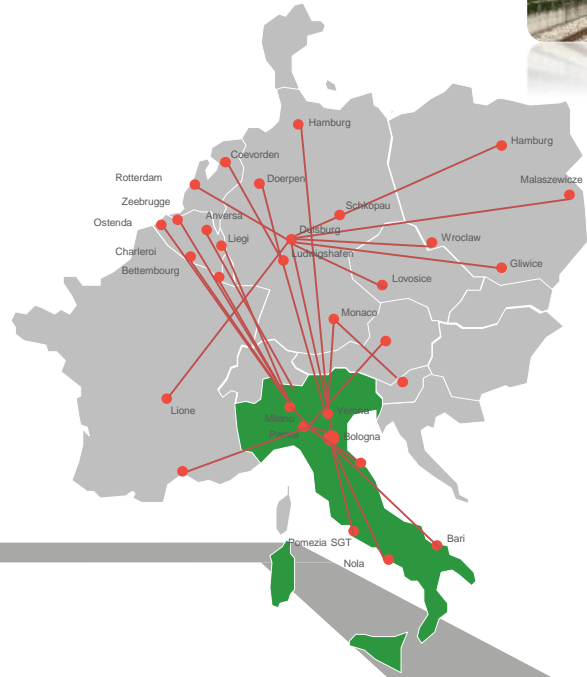 Hamburg
Hamburg
Coevorden
Rotterdam
Doerpen
Malaszewicze
Zeebrugge
Schkopau
Anversa
Ostenda
Duisburg
Liegi
Wroclaw
Charleroi
Ludwigshafen
Gliwice
Bettembourg
Lovosice
Monaco
Lione
Verona
Milano
Parma
Bologna
Bari
Pomezia SGT
Nola